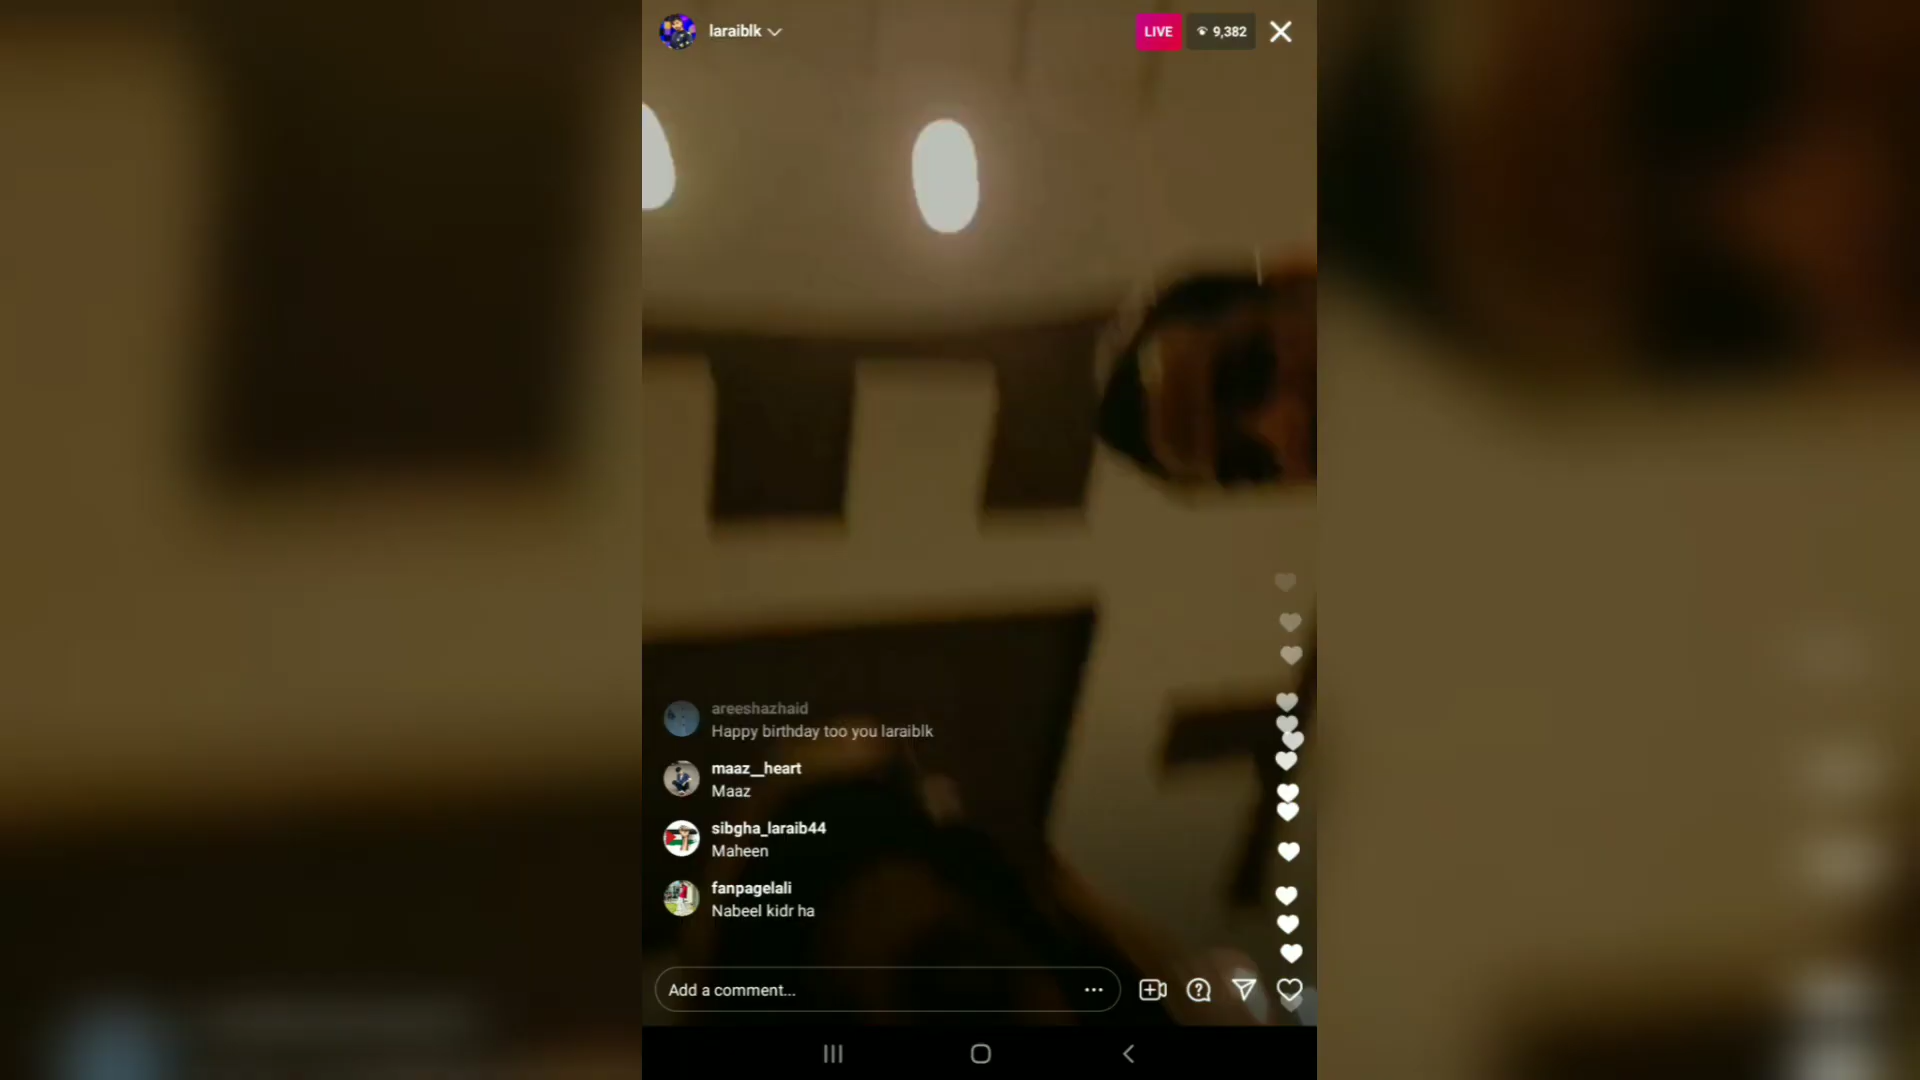 laraiblk
LIVE
9,382
areeshazhaid
Happy birthday too you laraiblk
maaz__heart
Maaz
sibgha_laraib44
Maheen
fanpagelali
Nabeel kidr ha
Add a comment...